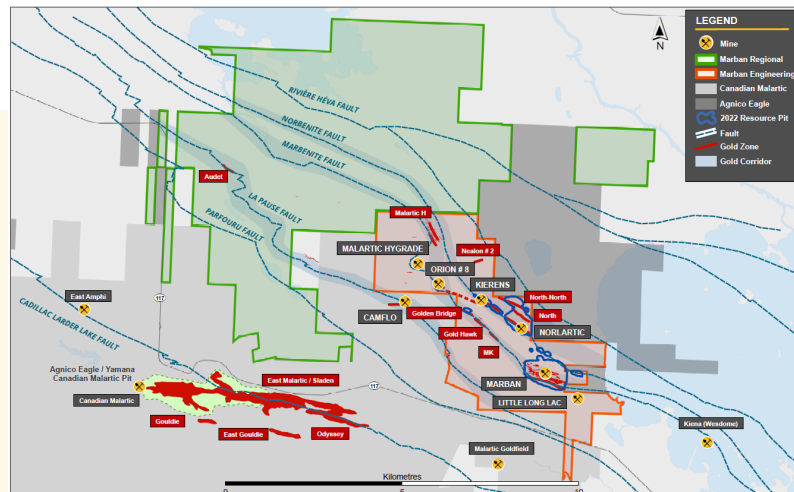 LEGEND
Mine
Marban Regional
Marban Engineering
Canadian Malartic
Agnico Eagle
2022 Resource Pit
Fault
Gold Zone
Gold Corridor
N
RIVIÈRE HÉVA FAULT
NORBENITE FAULT
MARBENITE FAULT
Audet
LA PAUSE FAULT
PARFOURU FAULT
Malartic H
MALARTIC HYGRADE
Nealon # 2
ORION # 8
KIERENS
North-North
North
East Amphi
117
CAMFLO
Golden Bridge
NORLARTIC
Gold Hawk
CADILLAC LARDER LAKE FAULT
MK
Agnico Eagle / Yamana
Canadian Malartic Pit
East Malartic / Sladen
MARBAN
117
Canadian Malartic
LITTLE LONG LAC
Gouldie
East Gouldie
Odyssey
Kiena (Wesdome)
Malartic Goldfield
Kilometres
0
5
10